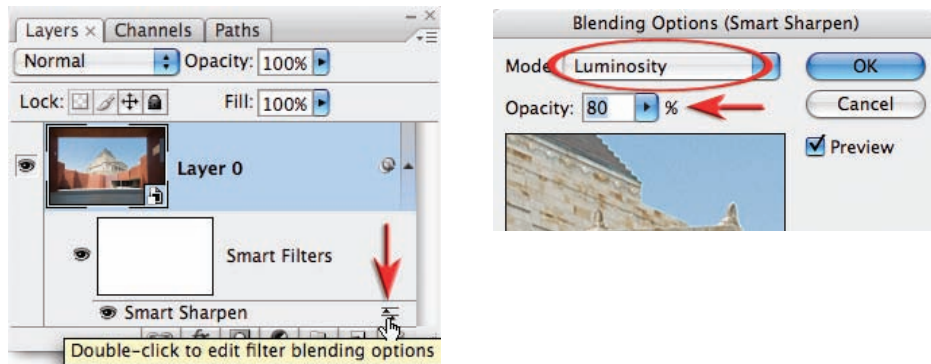 Layers × Channels Paths
Normal Opacity: 100%
Lock: Fill: 100%
Layer 0
Smart Filters
Smart Sharpen
Double-click to edit filter blending options
Blending Options (Smart Sharpen)
Mode Luminosity OK
Opacity: 80 % Cancel
Preview